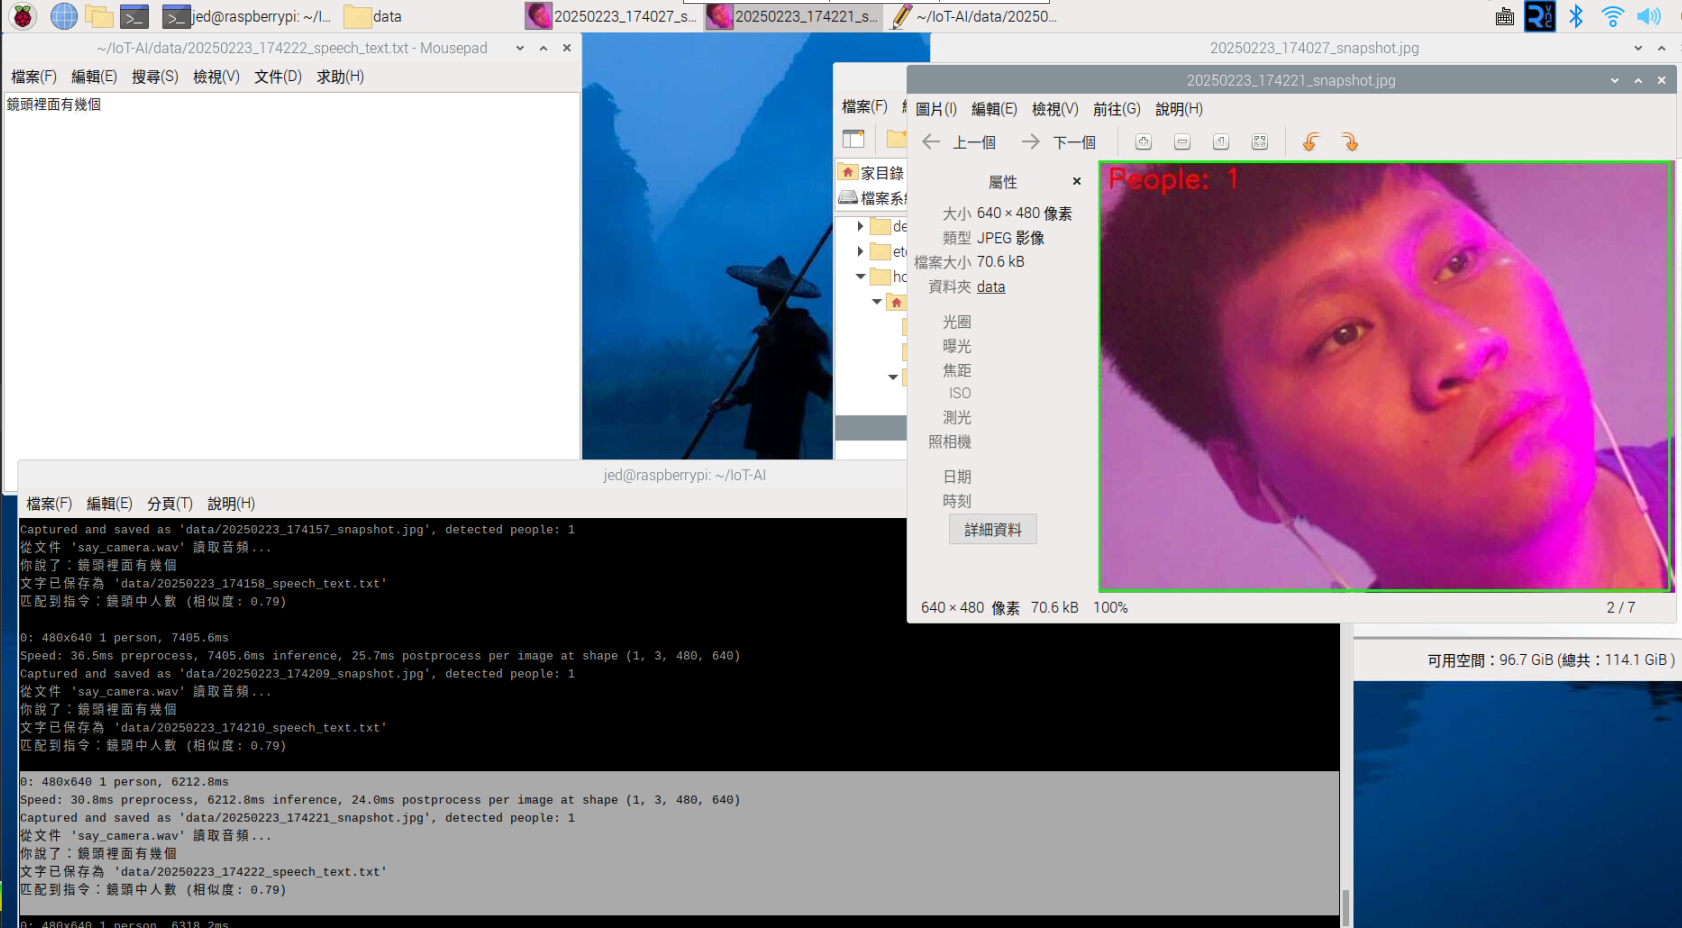 jed@raspberrypi: ~/I...
data
20250223_174027_s...
20250223_174221_s...
~/IoT-AI/data/20250...
~/IoT-AI/data/20250223_174222_speech_text.txt - Mousepad
檔案(F) 編輯(E) 搜尋(S) 檢視(V) 文件(D) 求助(H)
鏡頭裡面有幾個
20250223_174027_snapshot.jpg
檔案(F)
家目錄
檔案系
de
etc
ho
20250223_174221_snapshot.jpg
圖片(I) 編輯(E) 檢視(V) 前往(G) 說明(H)
上一個 下一個
屬性
大小 640 × 480 像素
類型 JPEG 影像
檔案大小 70.6 kB
資料夾 data
光圈
曝光
焦距
ISO
測光
照相機
日期
時刻
詳細資料
People: 1
640 × 480 像素 70.6 kB 100% 2 / 7
可用空間：96.7 GiB (總共：114.1 GiB )
jed@raspberrypi: ~/IoT-AI
檔案(F) 編輯(E) 分頁(T) 說明(H)
Captured and saved as 'data/20250223_174157_snapshot.jpg', detected people: 1
從文件 'say_camera.wav' 讀取音頻...
你說了：鏡頭裡面有幾個
文字已保存為 'data/20250223_174158_speech_text.txt'
匹配到指令：鏡頭中人數 (相似度: 0.79)
0: 480x640 1 person, 7405.6ms
Speed: 36.5ms preprocess, 7405.6ms inference, 25.7ms postprocess per image at shape (1, 3, 480, 640)
Captured and saved as 'data/20250223_174209_snapshot.jpg', detected people: 1
從文件 'say_camera.wav' 讀取音頻...
你說了：鏡頭裡面有幾個
文字已保存為 'data/20250223_174210_speech_text.txt'
匹配到指令：鏡頭中人數 (相似度: 0.79)
0: 480x640 1 person, 6212.8ms
Speed: 30.8ms preprocess, 6212.8ms inference, 24.0ms postprocess per image at shape (1, 3, 480, 640)
Captured and saved as 'data/20250223_174221_snapshot.jpg', detected people: 1
從文件 'say_camera.wav' 讀取音頻...
你說了：鏡頭裡面有幾個
文字已保存為 'data/20250223_174222_speech_text.txt'
匹配到指令：鏡頭中人數 (相似度: 0.79)
0: 480x640 1 person, 6318.2ms